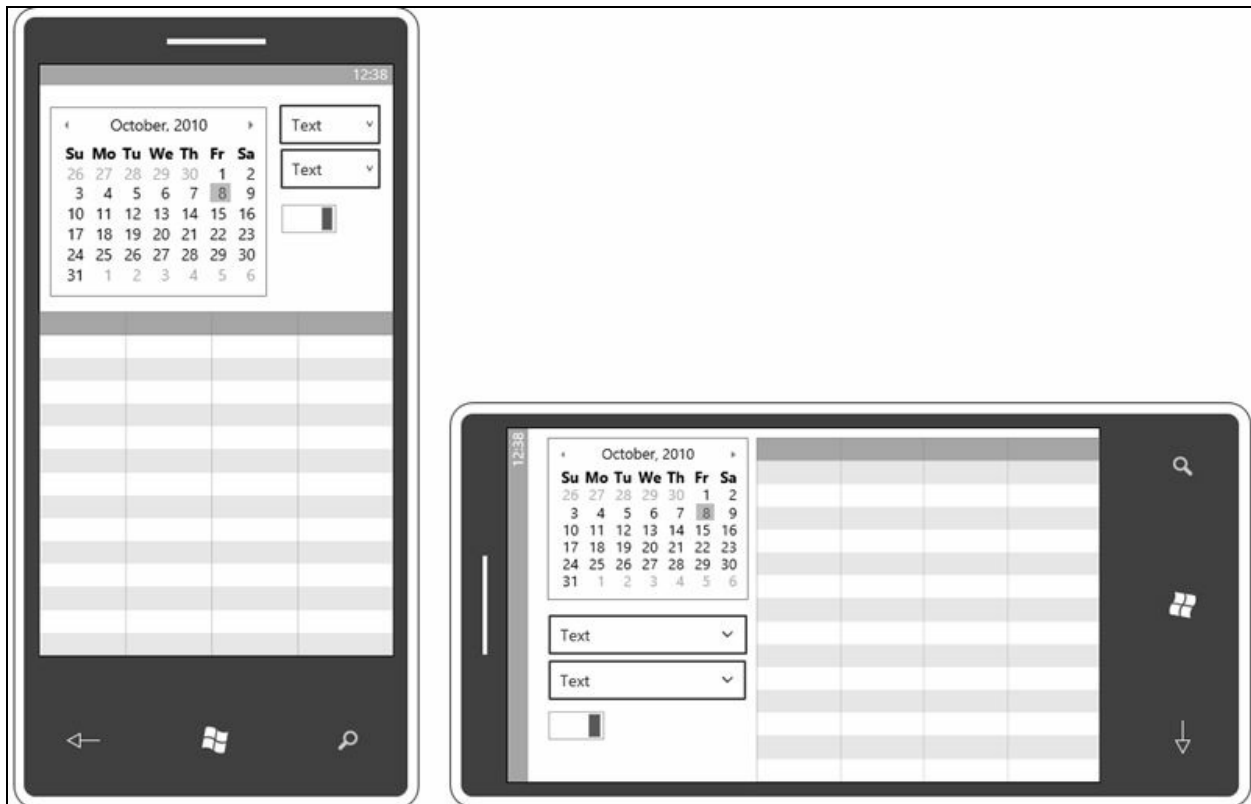 12:38
October, 2010
Su Mo Tu We Th Fr Sa
26 27 28 29 30 1 2
3 4 5 6 7 8 9
10 11 12 13 14 15 16
17 18 19 20 21 22 23
24 25 26 27 28 29 30
31 1 2 3 4 5 6
Text
Text
12:38
October, 2010
Su Mo Tu We Th Fr Sa
26 27 28 29 30 1 2
3 4 5 6 7 8 9
10 11 12 13 14 15 16
17 18 19 20 21 22 23
24 25 26 27 28 29 30
31 1 2 3 4 5 6
Text
Text